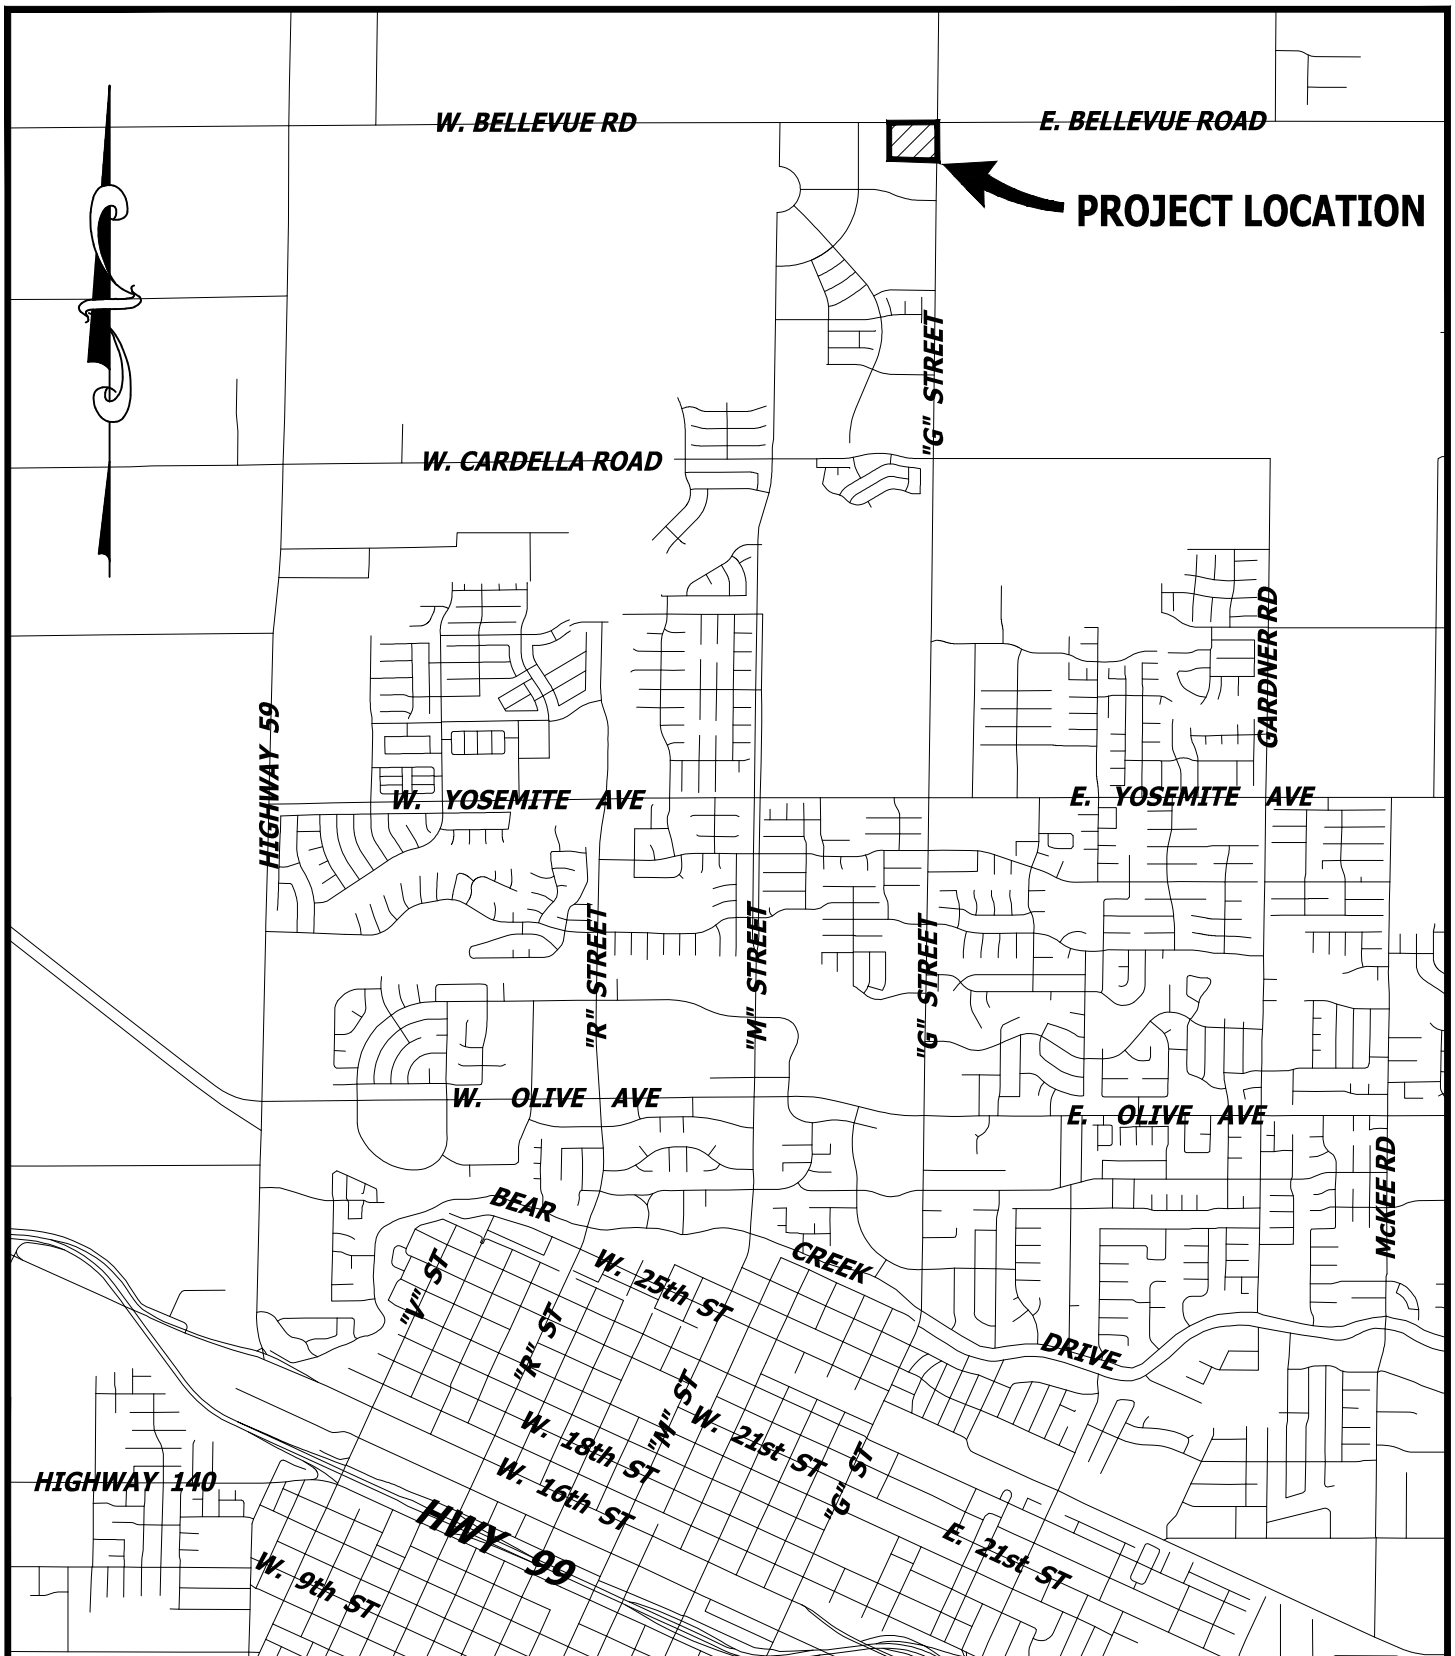 W. BELLEVUE RD
E. BELLEVUE ROAD
PROJECT LOCATION
"G" STREET
W. CARDELLA ROAD
GARDNER RD
HIGHWAY 59
W. YOSEMITE AVE
E. YOSEMITE AVE
"R" STREET
"M" STREET
"G" STREET
W. OLIVE AVE
E. OLIVE AVE
McKEE RD
BEAR
CREEK
DRIVE
"V" ST
W. 25th ST
"R" ST
"M" ST
W. 21st ST
W. 18th ST
"G" ST
W. 16th ST
HIGHWAY 140
HWY 99
E. 21st ST
W. 9th ST